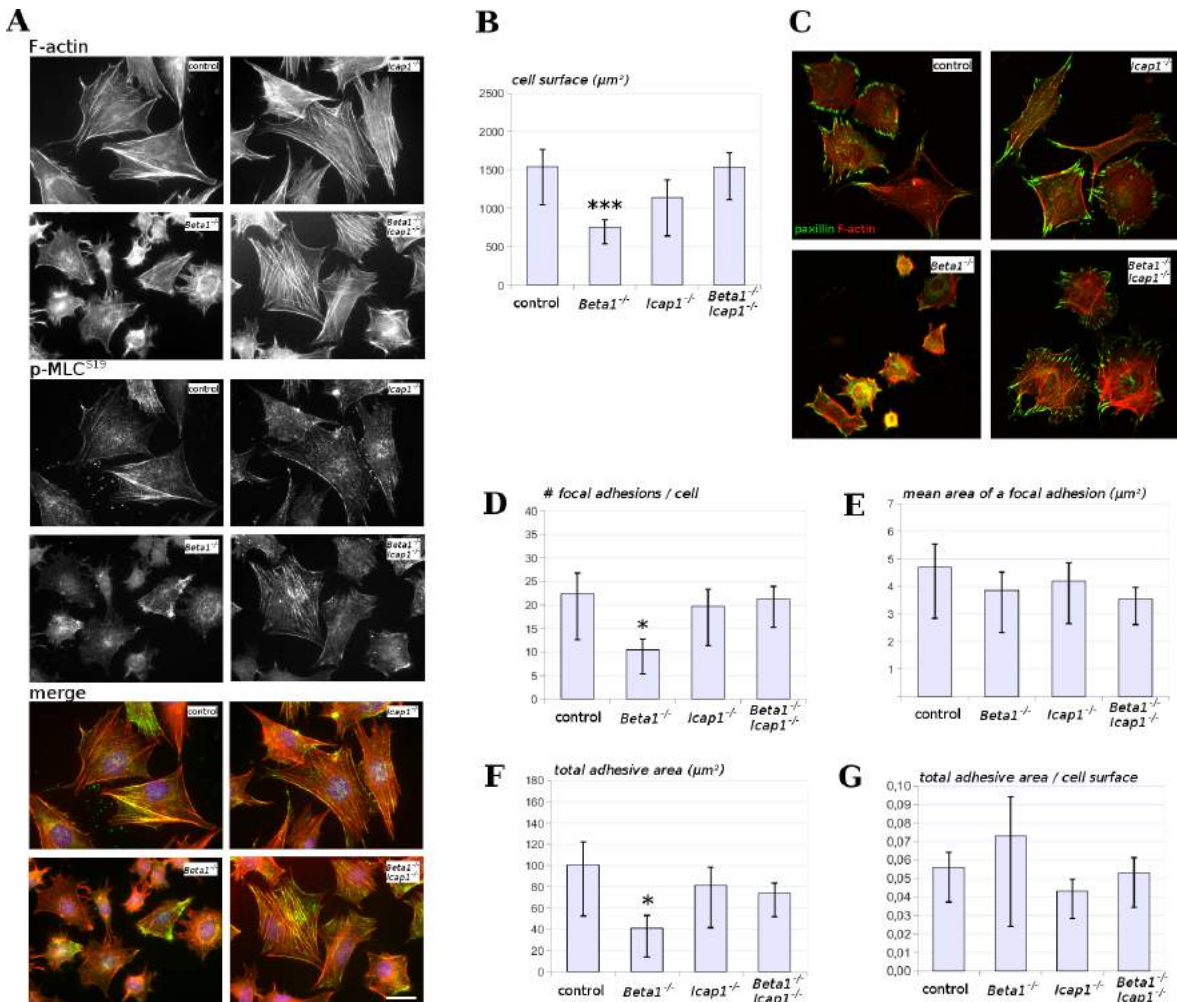 A
F-actin
control
Icap1-/-
Beta1-/-
Beta1-/-
Icap1-/-
p-MLCS19
control
Icap1-/-
Beta1-/-
Beta1-/-
Icap1-/-
merge
control
Icap1-/-
Beta1-/-
Beta1-/-
Icap1-/-
B
cell surface (µm²)
2500
2000
1500
1000
500
0
***
control
Beta1-/-
Icap1-/-
Beta1-/-
Icap1-/-
C
control
Icap1-/-
paxillin F-actin
Beta1-/-
Beta1-/-
Icap1-/-
D
# focal adhesions / cell
40
35
30
25
20
15
10
5
0
*
control
Beta1-/-
Icap1-/-
Beta1-/-
Icap1-/-
E
mean area of a focal adhesion (µm²)
7
6
5
4
3
2
1
control
Beta1-/-
Icap1-/-
Beta1-/-
Icap1-/-
F
total adhesive area (µm²)
180
160
140
120
100
80
60
40
20
0
*
control
Beta1-/-
Icap1-/-
Beta1-/-
Icap1-/-
G
total adhesive area / cell surface
0,10
0,09
0,08
0,07
0,06
0,05
0,04
0,03
0,02
0,01
0,00
control
Beta1-/-
Icap1-/-
Beta1-/-
Icap1-/-